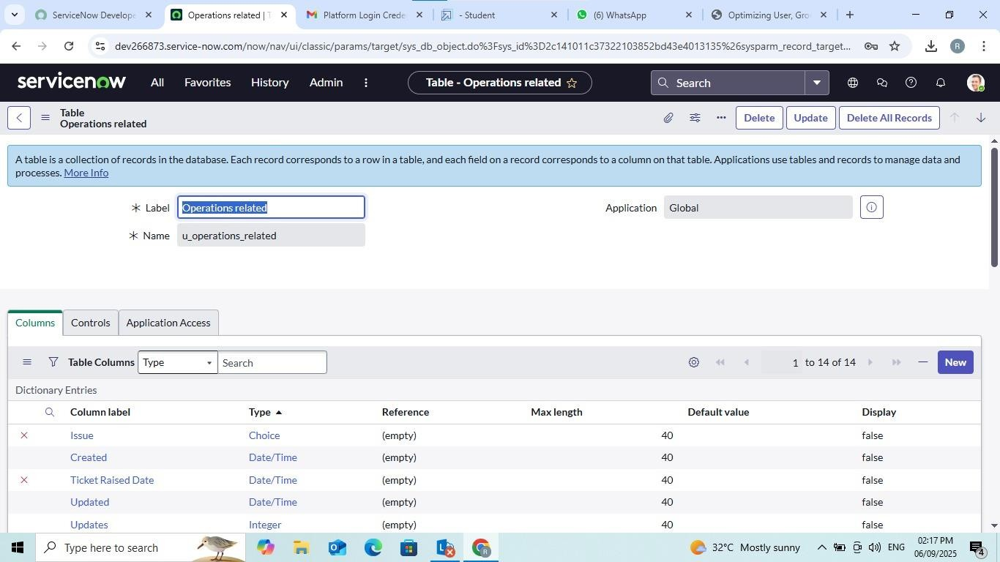 ServiceNow Develope
Operations related | T
Platform Login Crede
- Student
(6) WhatsApp
Optimizing User, Gro
dev266873.service-now.com/now/nav/ui/classic/params/target/sys_db_object.do%3Fsys_id%3D2c141011c37322103852bd43e4013135%26sysparm_record_target...
R
servicenow
All
Favorites
History
Admin
Table - Operations related
Search
Table
Operations related
Delete
Update
Delete All Records
A table is a collection of records in the database. Each record corresponds to a row in a table, and each field on a record corresponds to a column on that table. Applications use tables and records to manage data and
processes. More Info
Label Operations related
Application Global
Name u_operations_related
Columns
Controls
Application Access
Table Columns Type Search 1 to 14 of 14 New
Dictionary Entries
Column label Type Reference Max length Default value Display
Issue Choice (empty) 40 false
Created Date/Time (empty) 40 false
Ticket Raised Date Date/Time (empty) 40 false
Updated Date/Time (empty) 40 false
Updates Integer (empty) 40 false
Type here to search
32°C Mostly sunny
ENG
02:17 PM
06/09/2025
4